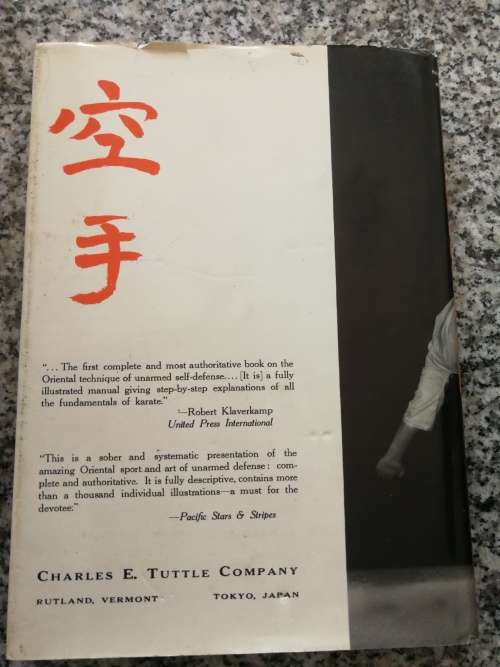 空
手
“... The first complete and most authoritative book on the
Oriental technique of unarmed self-defense.... [It is] a fully
illustrated manual giving step-by-step explanations of all
the fundamentals of karate.”
—Robert Klaverkamp
United Press International
“This is a sober and systematic presentation of the
amazing Oriental sport and art of unarmed defense: com-
plete and authoritative. It is fully descriptive, contains more
than a thousand individual illustrations—a must for the
devotee.”
—Pacific Stars & Stripes
CHARLES E. TUTTLE COMPANY
RUTLAND, VERMONT TOKYO, JAPAN